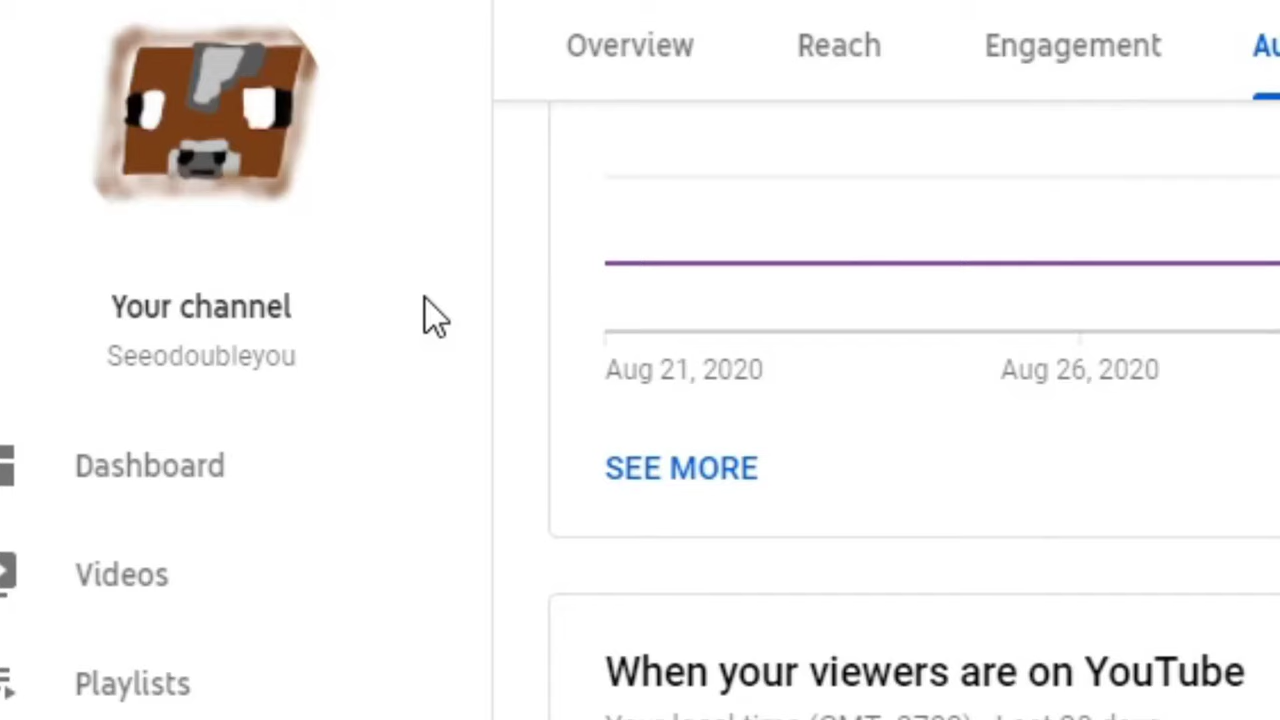 Overview Reach Engagement Au
Your channel
Seeodoubleyou
Aug 21, 2020 Aug 26, 2020
Dashboard
SEE MORE
Videos
When your viewers are on YouTube
Playlists